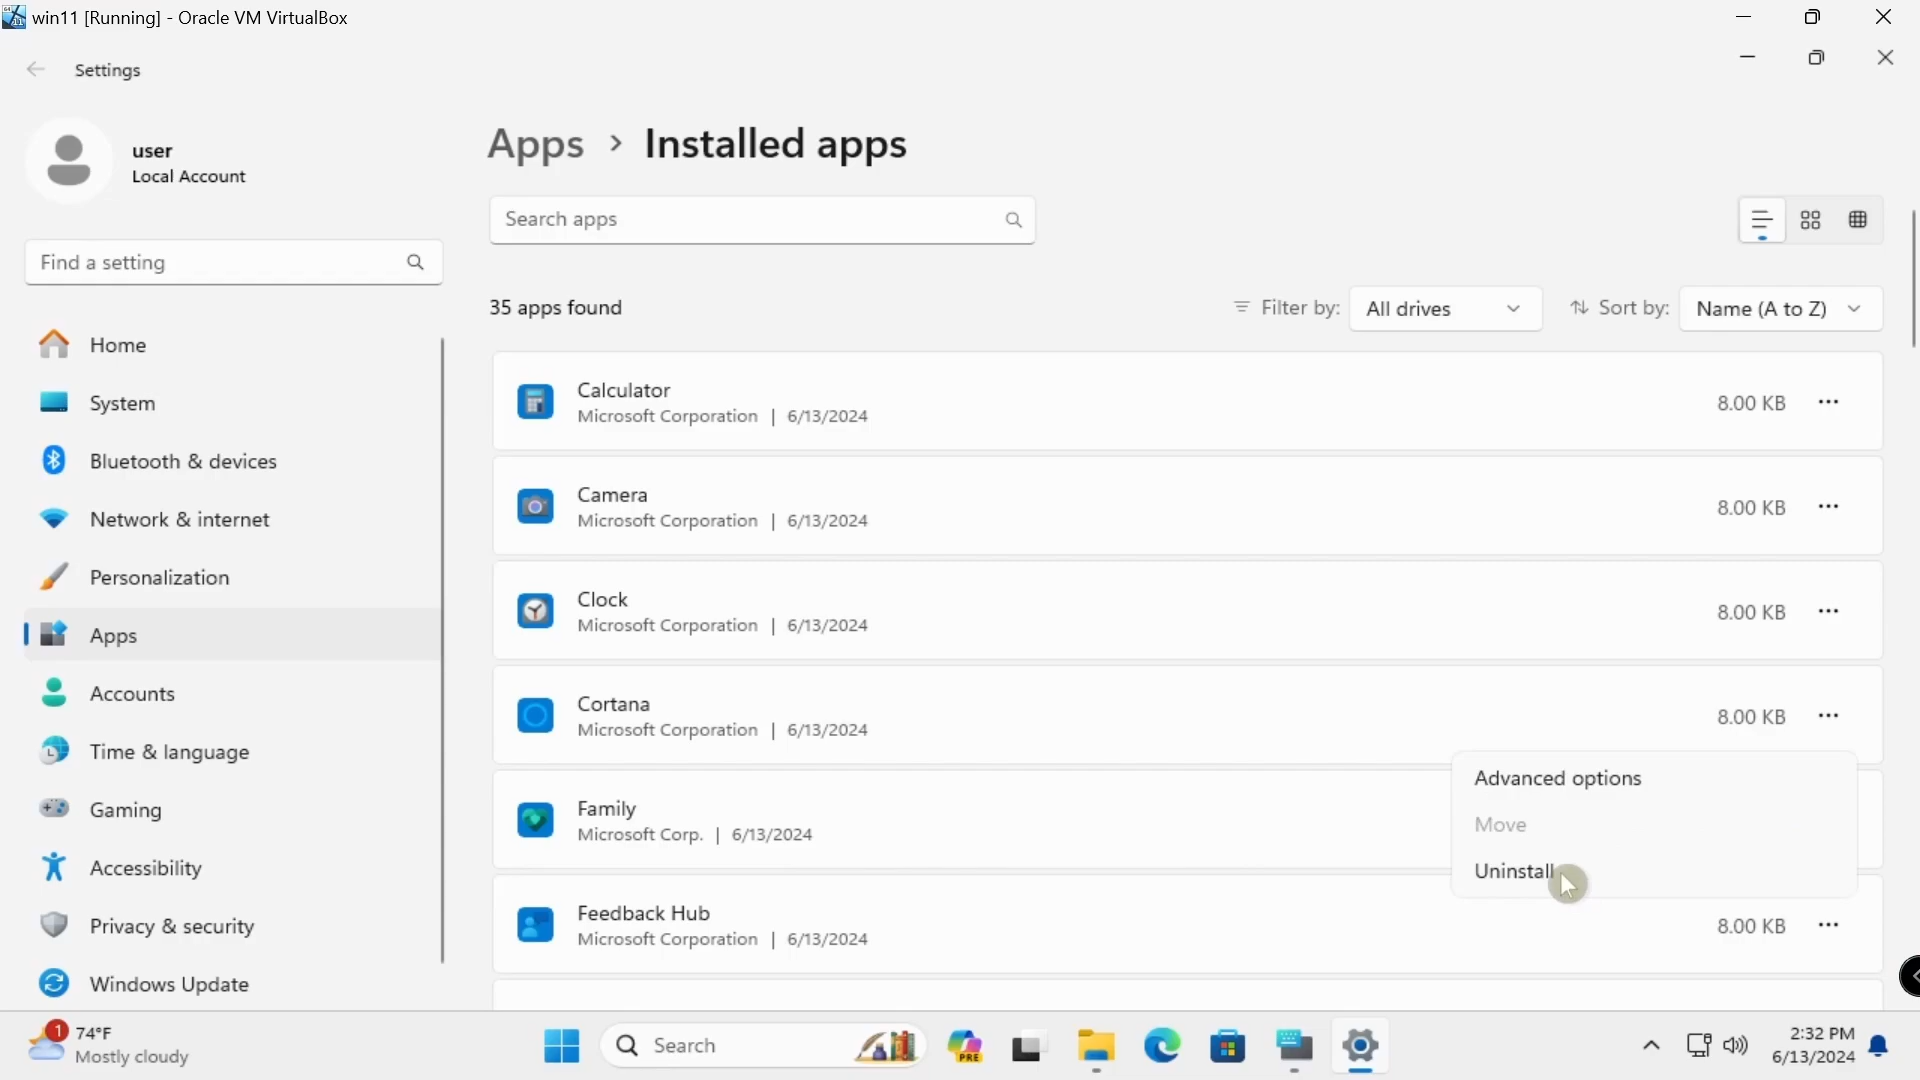 win11 [Running] - Oracle VM VirtualBox
Settings
user
Local Account
Find a setting
Home
System
Bluetooth & devices
Network & internet
Personalization
Apps
Accounts
Time & language
Gaming
Accessibility
Privacy & security
Windows Update
Apps > Installed apps
Search apps
35 apps found
Filter by: All drives
Sort by: Name (A to Z)
Calculator
Microsoft Corporation | 6/13/2024
8.00 KB
Camera
Microsoft Corporation | 6/13/2024
8.00 KB
Clock
Microsoft Corporation | 6/13/2024
8.00 KB
Cortana
Microsoft Corporation | 6/13/2024
8.00 KB
Advanced options
Move
Uninstall
Family
Microsoft Corp. | 6/13/2024
Feedback Hub
Microsoft Corporation | 6/13/2024
8.00 KB
1
74°F
Mostly cloudy
Search
PRE
2:32 PM
6/13/2024